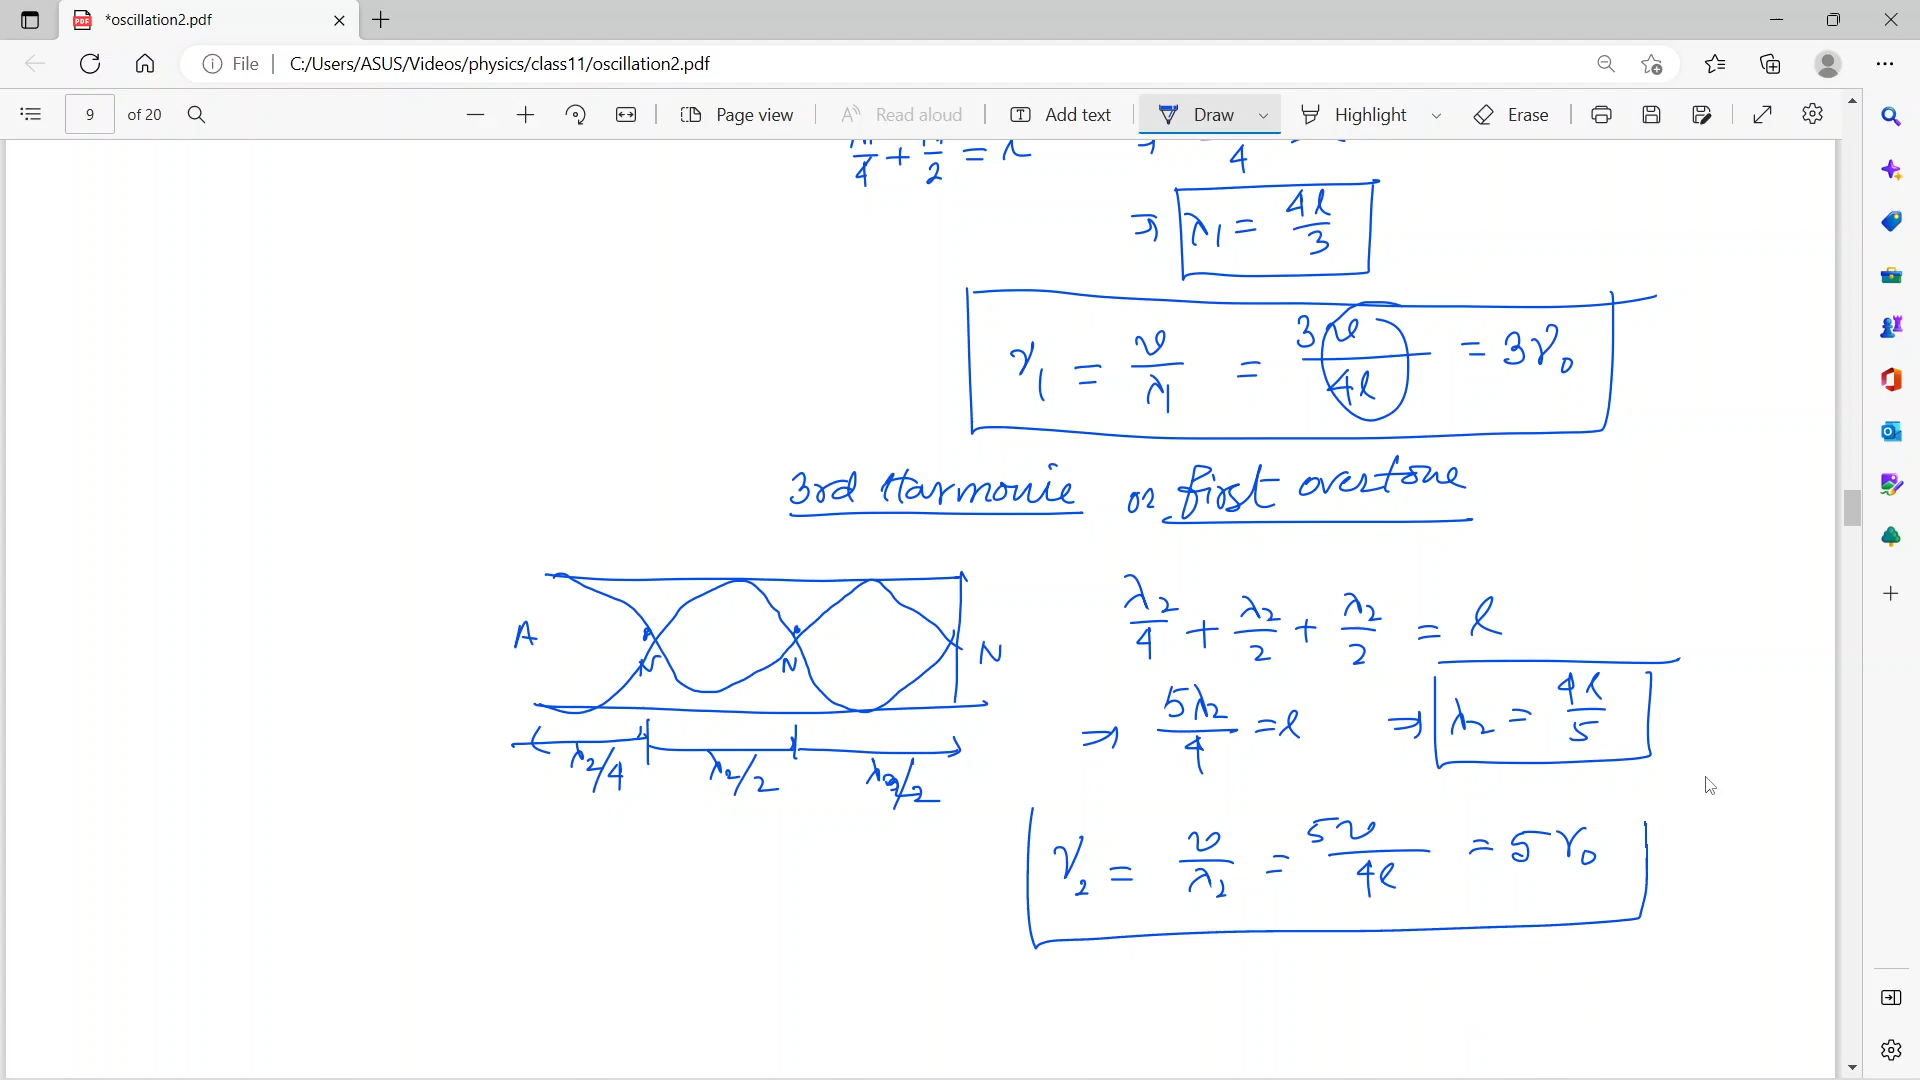 *oscillation2.pdf
File | C:/Users/ASUS/Videos/physics/class11/oscillation2.pdf
9 of 20 Page view Read aloud Add text Draw Highlight Erase
4 + 2 = l ⇒ 4
⇒ λ₁ = 4l/3
ν₁ = v/λ₁ = 3v/4l = 3ν₀
3rd Harmonic or first overtone
A N N N
λ₂/4 + λ₂/2 + λ₂/2 = l
⇒ 5λ₂/4 = l ⇒ λ₂ = 4l/5
λ₂/4 λ₂/2 λ₂/2
ν₂ = v/λ₂ = 5v/4l = 5ν₀